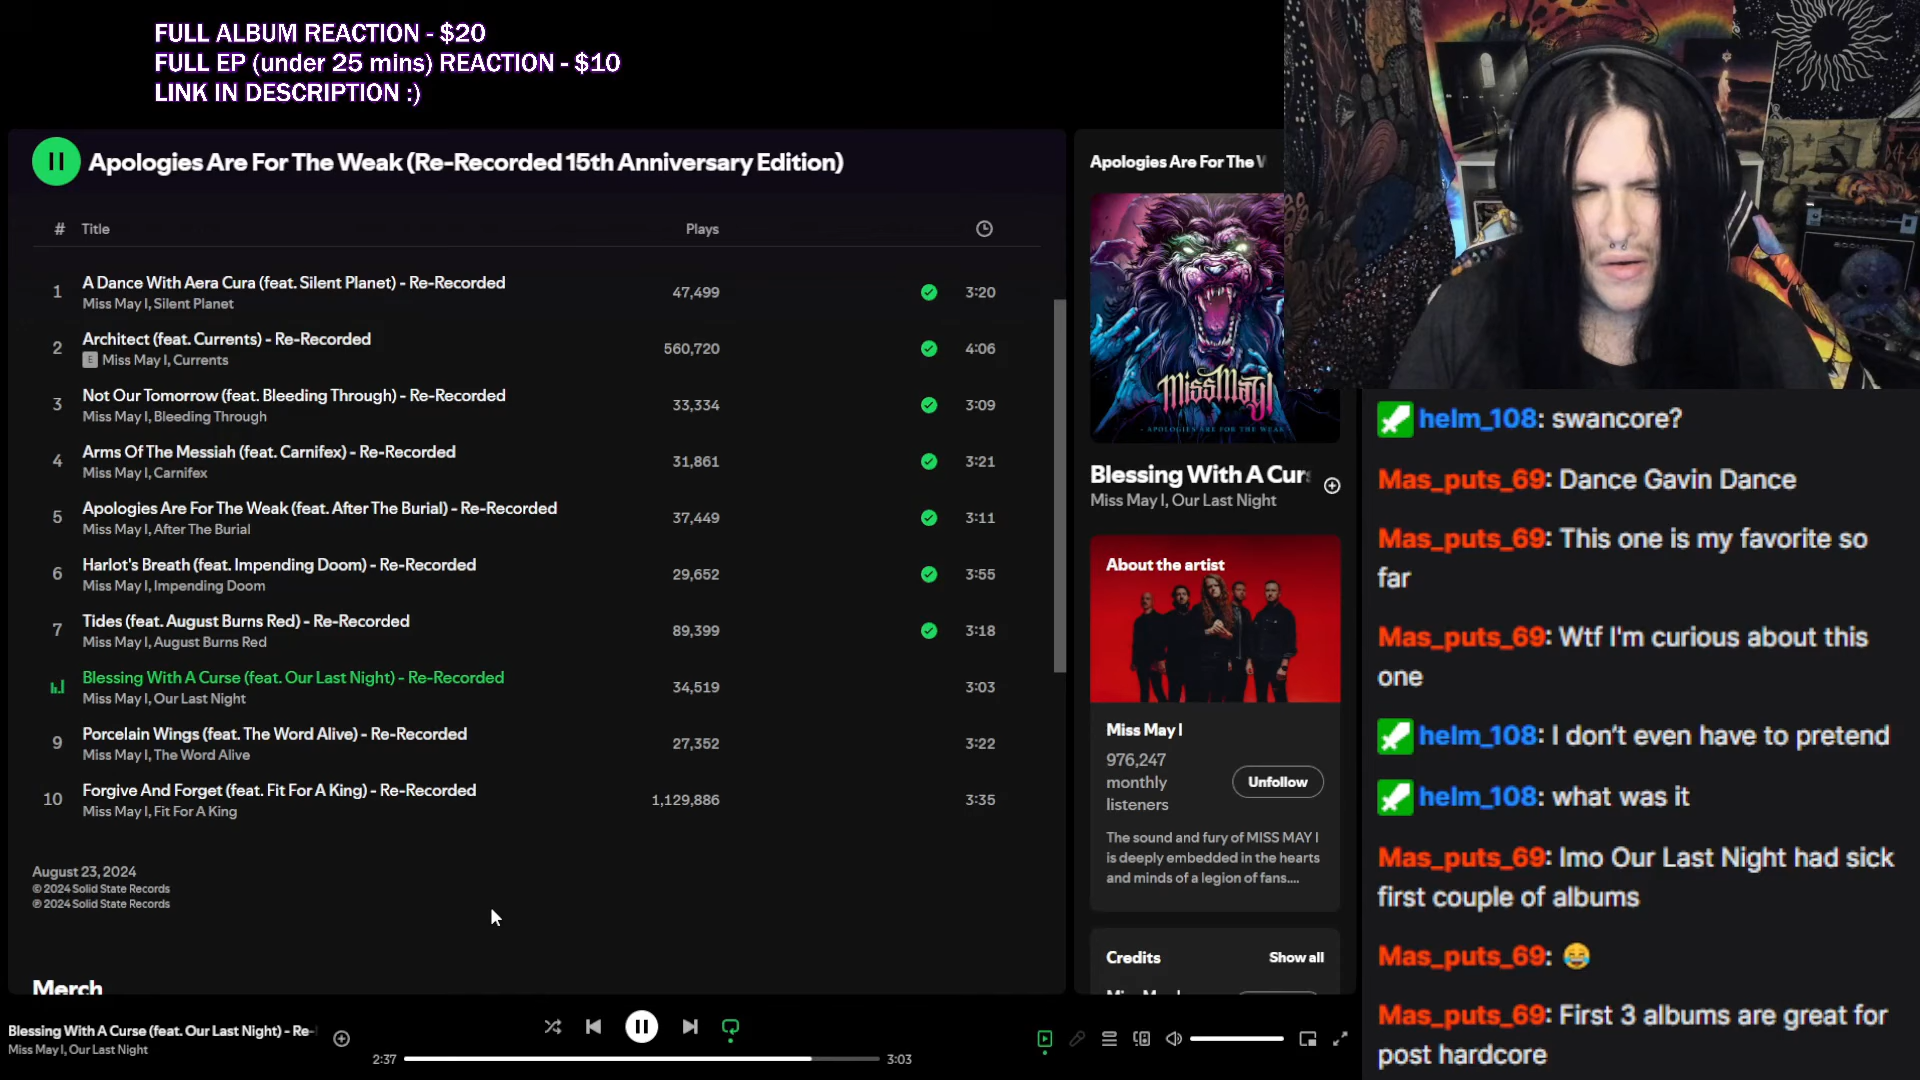 FULL ALBUM REACTION - $20
FULL EP (under 25 mins) REACTION - $10
LINK IN DESCRIPTION :)
Apologies Are For The Weak (Re-Recorded 15th Anniversary Edition)
# Title Plays
1 A Dance With Aera Cura (feat. Silent Planet) - Re-Recorded 47,499 3:20
Miss May I, Silent Planet
2 Architect (feat. Currents) - Re-Recorded 560,720 4:06
E Miss May I, Currents
3 Not Our Tomorrow (feat. Bleeding Through) - Re-Recorded 33,334 3:09
Miss May I, Bleeding Through
4 Arms Of The Messiah (feat. Carnifex) - Re-Recorded 31,861 3:21
Miss May I, Carnifex
5 Apologies Are For The Weak (feat. After The Burial) - Re-Recorded 37,449 3:11
Miss May I, After The Burial
6 Harlot's Breath (feat. Impending Doom) - Re-Recorded 29,652 3:55
Miss May I, Impending Doom
7 Tides (feat. August Burns Red) - Re-Recorded 89,399 3:18
Miss May I, August Burns Red
Blessing With A Curse (feat. Our Last Night) - Re-Recorded 34,519 3:03
Miss May I, Our Last Night
9 Porcelain Wings (feat. The Word Alive) - Re-Recorded 27,352 3:22
Miss May I, The Word Alive
10 Forgive And Forget (feat. Fit For A King) - Re-Recorded 1,129,886 3:35
Miss May I, Fit For A King
August 23, 2024
© 2024 Solid State Records
℗ 2024 Solid State Records
Merch
Apologies Are For The W
MissMayI
- APOLOGIES ARE FOR THE WEAK -
Blessing With A Cur
Miss May I, Our Last Night
About the artist
Miss May I
976,247
monthly
listeners
Unfollow
The sound and fury of MISS MAY I
is deeply embedded in the hearts
and minds of a legion of fans....
Credits Show all
Blessing With A Curse (feat. Our Last Night) - Re-
Miss May I, Our Last Night
2:37 3:03
helm_108: swancore?
Mas_puts_69: Dance Gavin Dance
Mas_puts_69: This one is my favorite so
far
Mas_puts_69: Wtf I'm curious about this
one
helm_108: I don't even have to pretend
helm_108: what was it
Mas_puts_69: Imo Our Last Night had sick
first couple of albums
Mas_puts_69: 😂
Mas_puts_69: First 3 albums are great for
post hardcore